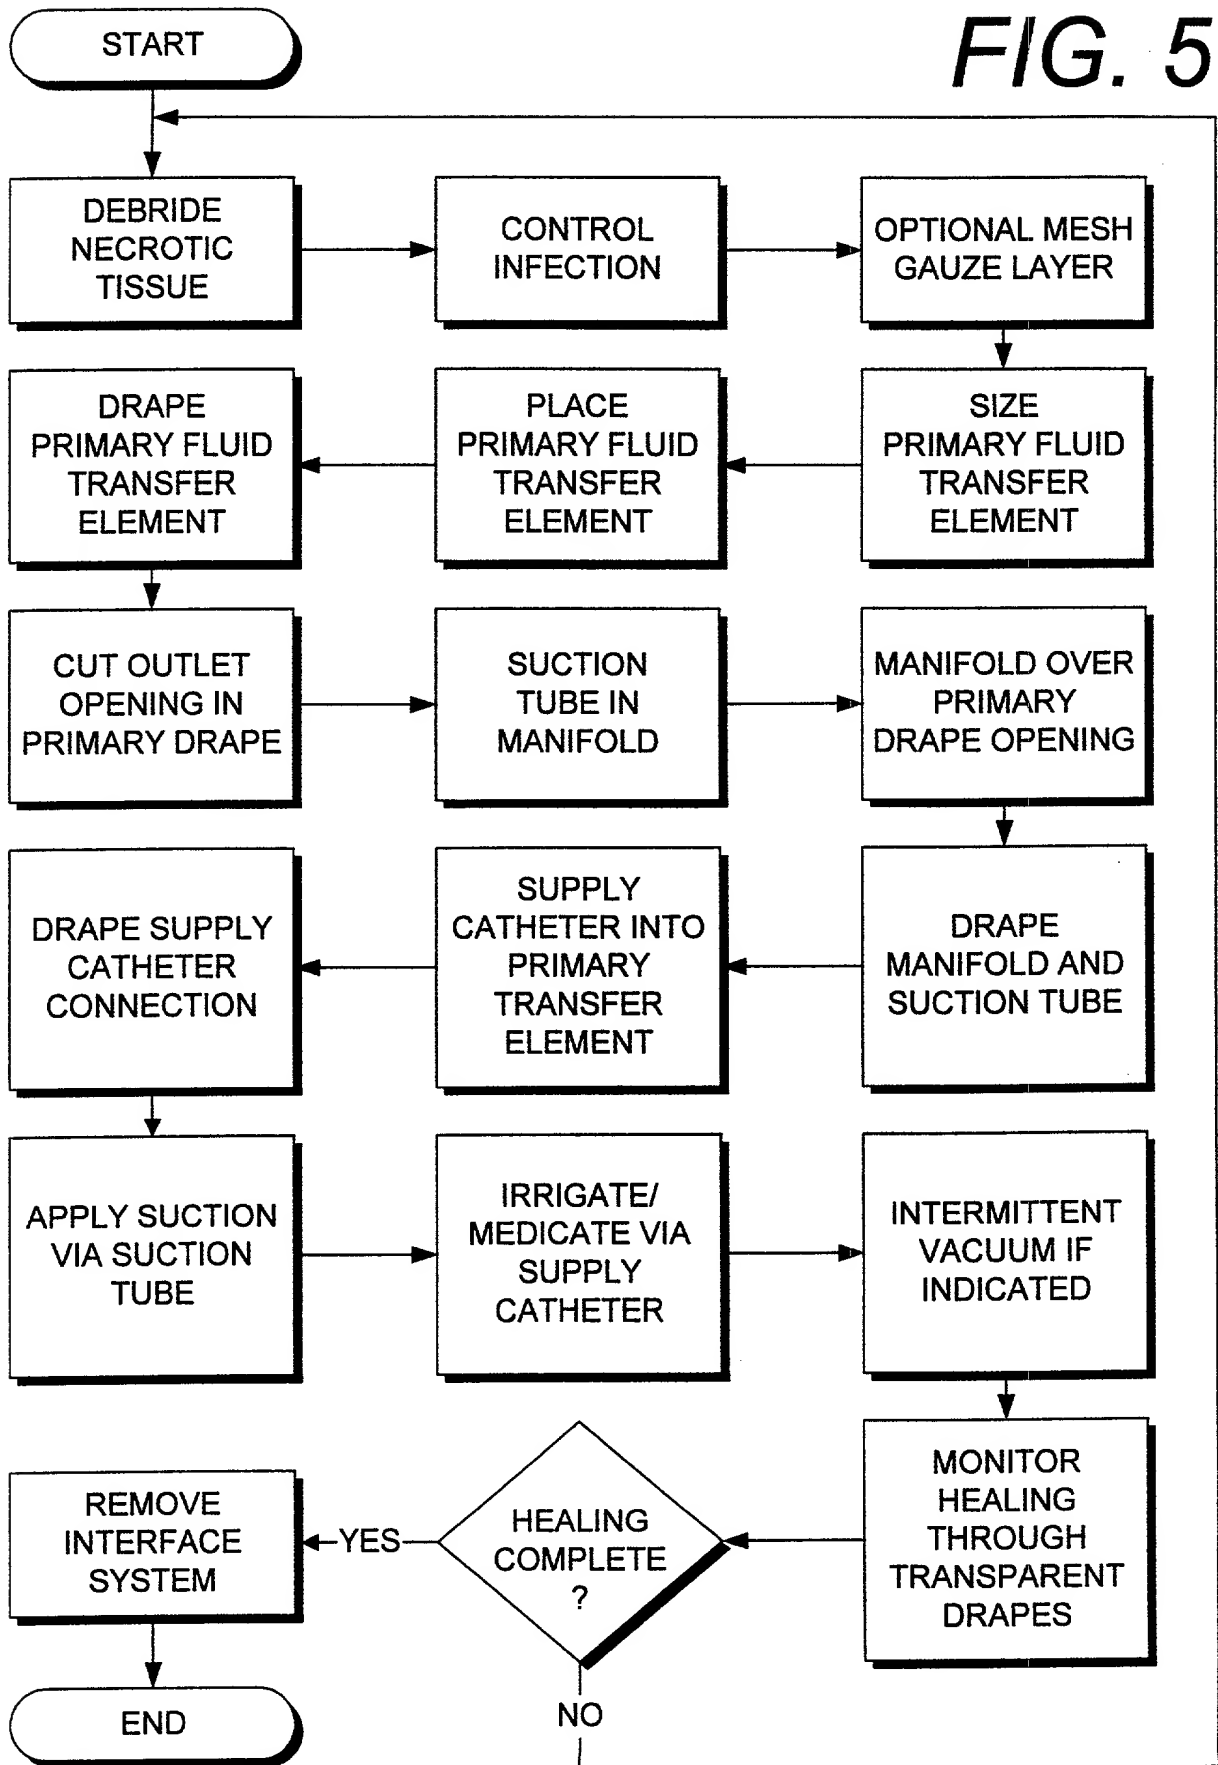 FIG. 5
START
DEBRIDE
NECROTIC
TISSUE
CONTROL
INFECTION
OPTIONAL MESH
GAUZE LAYER
SIZE
PRIMARY FLUID
TRANSFER
ELEMENT
PLACE
PRIMARY FLUID
TRANSFER
ELEMENT
DRAPE
PRIMARY FLUID
TRANSFER
ELEMENT
CUT OUTLET
OPENING IN
PRIMARY DRAPE
SUCTION
TUBE IN
MANIFOLD
MANIFOLD OVER
PRIMARY
DRAPE OPENING
DRAPE
MANIFOLD AND
SUCTION TUBE
SUPPLY
CATHETER INTO
PRIMARY
TRANSFER
ELEMENT
DRAPE SUPPLY
CATHETER
CONNECTION
APPLY SUCTION
VIA SUCTION
TUBE
IRRIGATE/
MEDICATE VIA
SUPPLY
CATHETER
INTERMITTENT
VACUUM IF
INDICATED
MONITOR
HEALING
THROUGH
TRANSPARENT
DRAPES
HEALING
COMPLETE
?
YES
REMOVE
INTERFACE
SYSTEM
END
NO